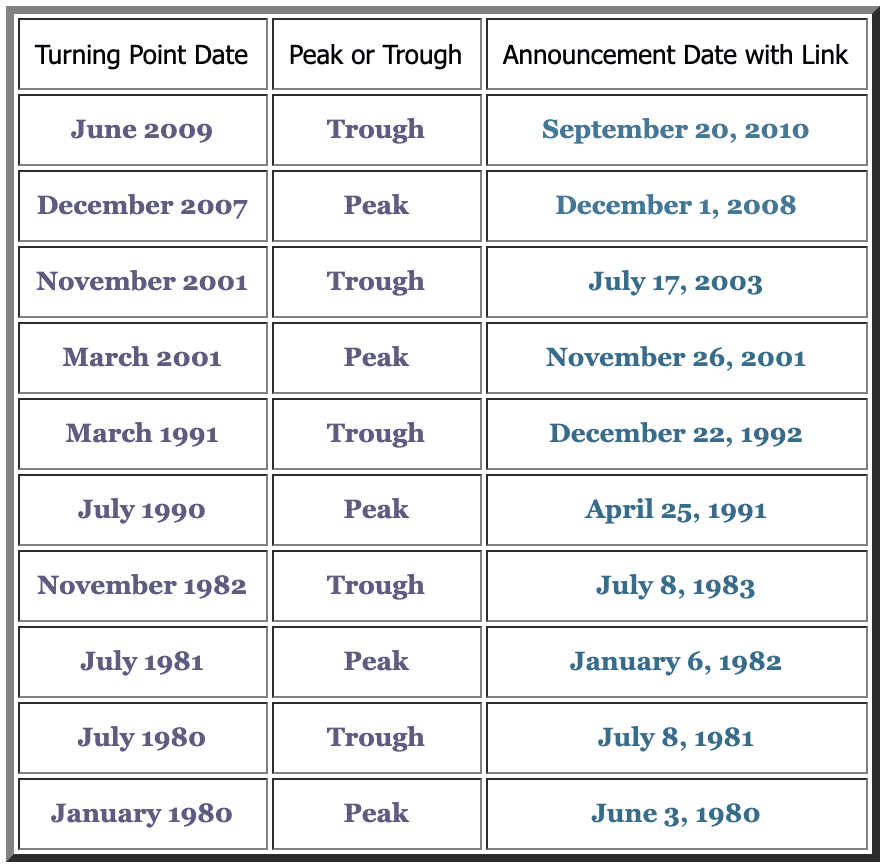 Turning Point Date Peak or Trough Announcement Date with Link
June 2009 Trough September 20, 2010
December 2007 Peak December 1, 2008
November 2001 Trough July 17, 2003
March 2001 Peak November 26, 2001
March 1991 Trough December 22, 1992
July 1990 Peak April 25, 1991
November 1982 Trough July 8, 1983
July 1981 Peak January 6, 1982
July 1980 Trough July 8, 1981
January 1980 Peak June 3, 1980